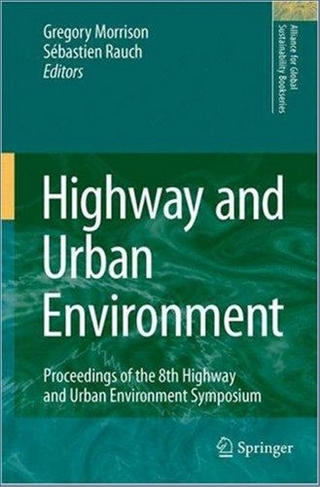 Gregory Morrison
Sébastien Rauch
Editors
Alliance for Global
Sustainability Bookseries
Highway and
Urban
Environment
Proceedings of the 8th Highway
and Urban Environment Symposium
Springer